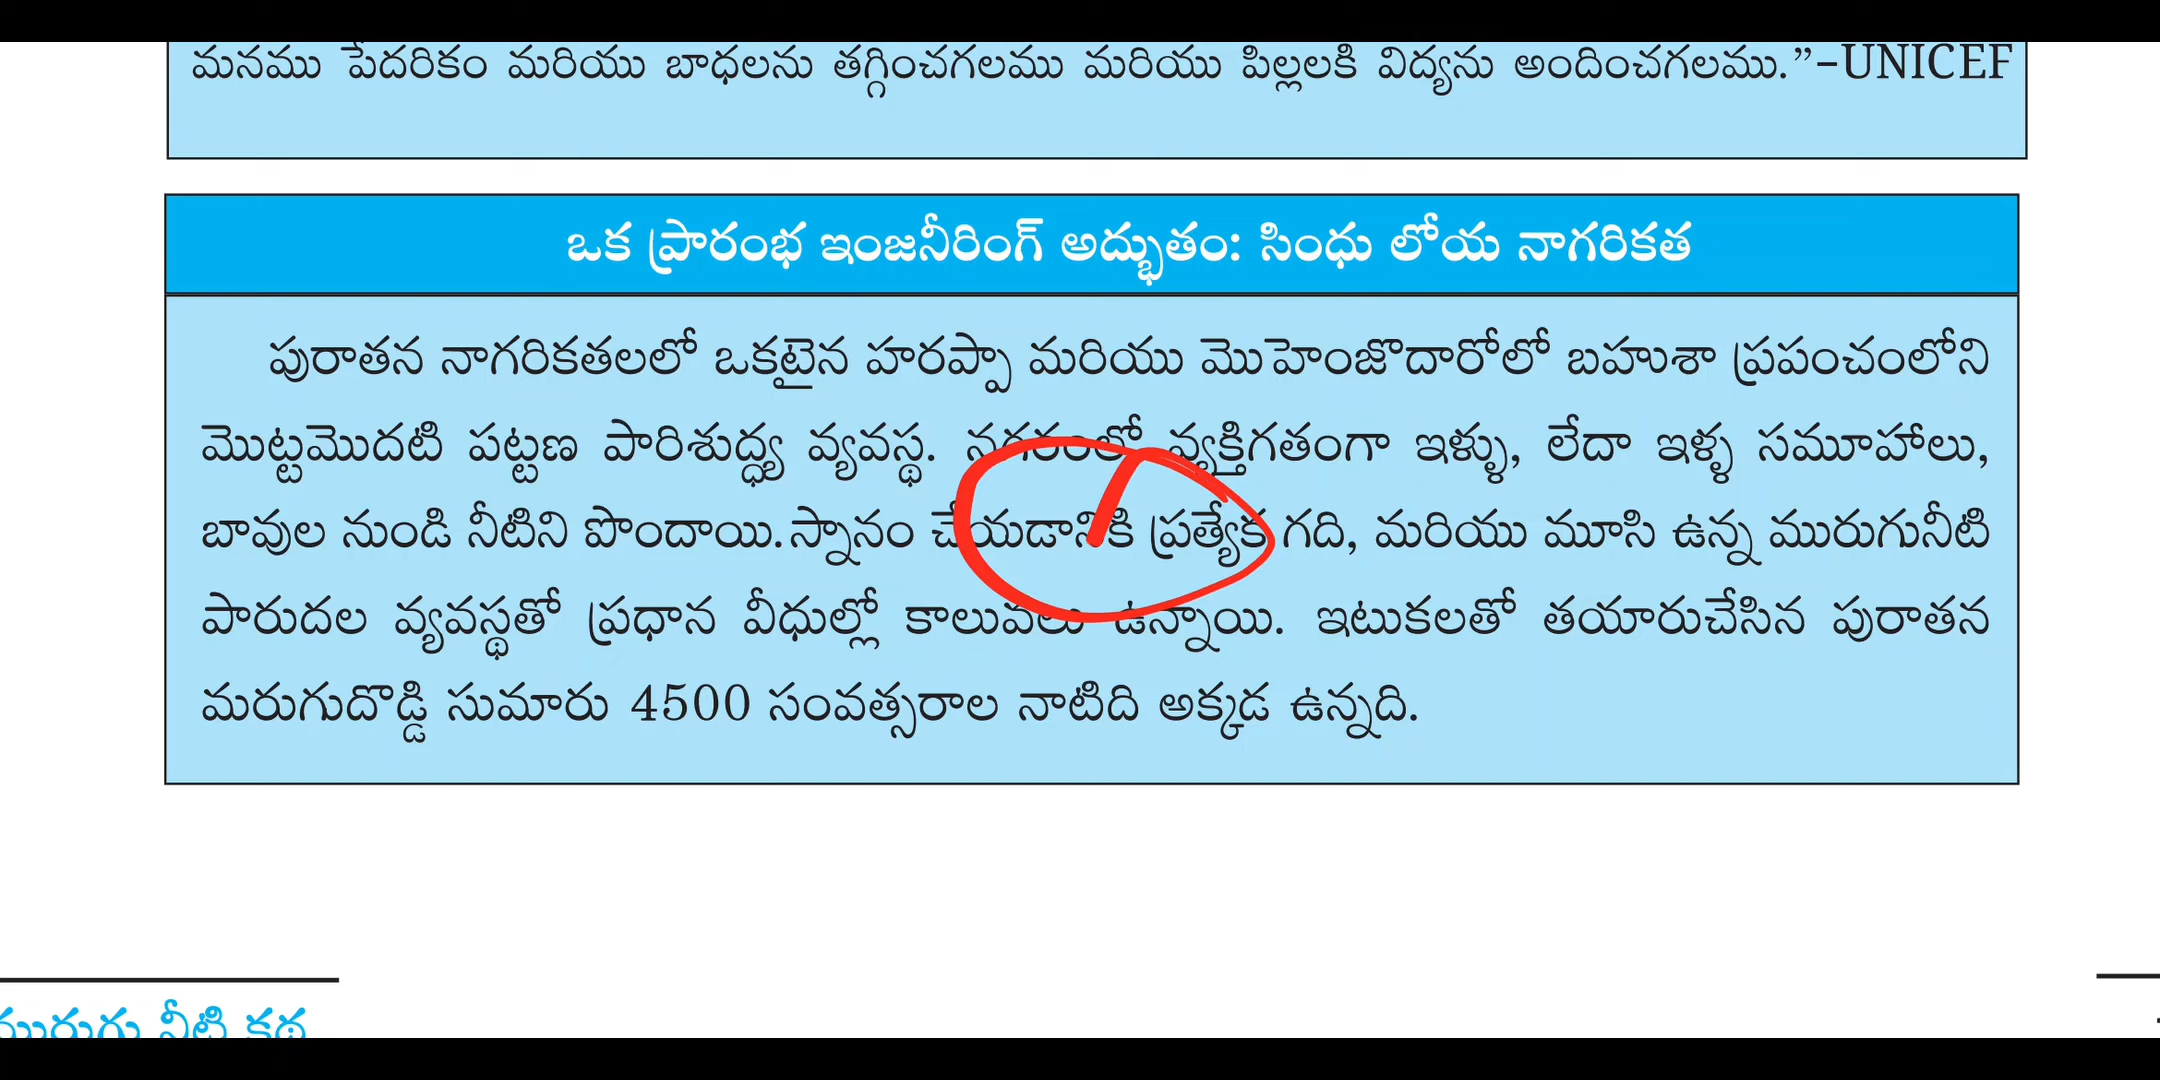 మనము పేదరికం మరియు బాధలను తగ్గించగలము మరియు పిల్లలకి విద్యను అందించగలము.”-UNICEF
ఒక ప్రారంభ ఇంజనీరింగ్ అద్భుతం: సింధు లోయ నాగరికత
పురాతన నాగరికతలలో ఒకటైన హరప్పా మరియు మొహెంజొదారోలో బహుశా ప్రపంచంలోని
మొట్టమొదటి పట్టణ పారిశుద్ధ్య వ్యవస్థ. నగరంలో వ్యక్తిగతంగా ఇళ్ళు, లేదా ఇళ్ళ సమూహాలు,
బావుల నుండి నీటిని పొందాయి.స్నానం చేయడానికి ప్రత్యేక గది, మరియు మూసి ఉన్న మురుగునీటి
పారుదల వ్యవస్థతో ప్రధాన వీధుల్లో కాలువలు ఉన్నాయి. ఇటుకలతో తయారుచేసిన పురాతన
మరుగుదొడ్డి సుమారు 4500 సంవత్సరాల నాటిది అక్కడ ఉన్నది.
మురుగు నీటి కథ